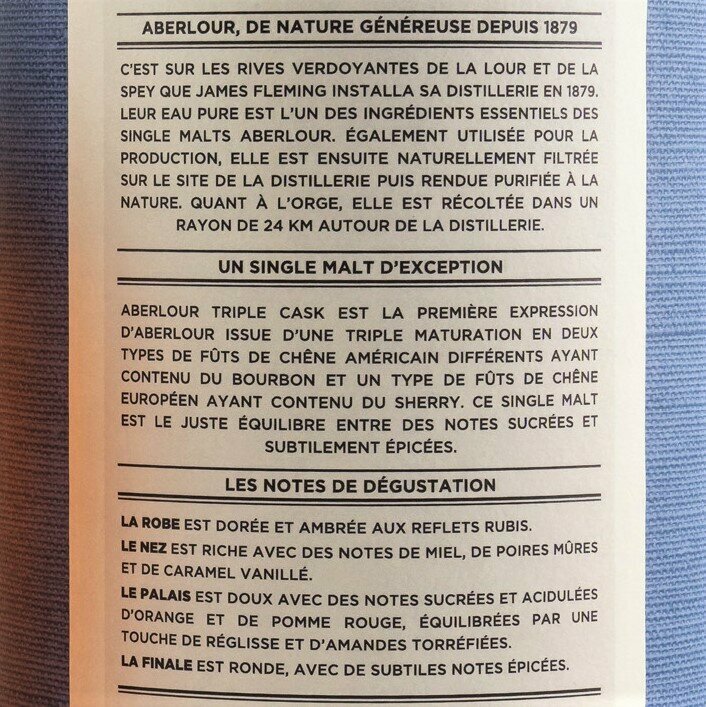 ABERLOUR, DE NATURE GÉNÉREUSE DEPUIS 1879
C'EST SUR LES RIVES VERDOYANTES DE LA LOUR ET DE LA
SPEY QUE JAMES FLEMING INSTALLA SA DISTILLERIE EN 1879.
LEUR EAU PURE EST L'UN DES INGRÉDIENTS ESSENTIELS DES
SINGLE MALTS ABERLOUR. ÉGALEMENT UTILISÉE POUR LA
PRODUCTION, ELLE EST ENSUITE NATURELLEMENT FILTRÉE
SUR LE SITE DE LA DISTILLERIE PUIS RENDUE PURIFIÉE À LA
NATURE. QUANT À L'ORGE, ELLE EST RÉCOLTÉE DANS UN
RAYON DE 24 KM AUTOUR DE LA DISTILLERIE.
UN SINGLE MALT D'EXCEPTION
ABERLOUR TRIPLE CASK EST LA PREMIÈRE EXPRESSION
D'ABERLOUR ISSUE D'UNE TRIPLE MATURATION EN DEUX
TYPES DE FÛTS DE CHÊNE AMÉRICAIN DIFFÉRENTS AYANT
CONTENU DU BOURBON ET UN TYPE DE FÛTS DE CHÊNE
EUROPÉEN AYANT CONTENU DU SHERRY. CE SINGLE MALT
EST LE JUSTE ÉQUILIBRE ENTRE DES NOTES SUCRÉES ET
SUBTILEMENT ÉPICÉES.
LES NOTES DE DÉGUSTATION
LA ROBE EST DORÉE ET AMBRÉE AUX REFLETS RUBIS.
LE NEZ EST RICHE AVEC DES NOTES DE MIEL, DE POIRES MÛRES
ET DE CARAMEL VANILLÉ.
LE PALAIS EST DOUX AVEC DES NOTES SUCRÉES ET ACIDULÉES
D'ORANGE ET DE POMME ROUGE, ÉQUILIBRÉES PAR UNE
TOUCHE DE RÉGLISSE ET D'AMANDES TORRÉFIÉES.
LA FINALE EST RONDE, AVEC DE SUBTILES NOTES ÉPICÉES.